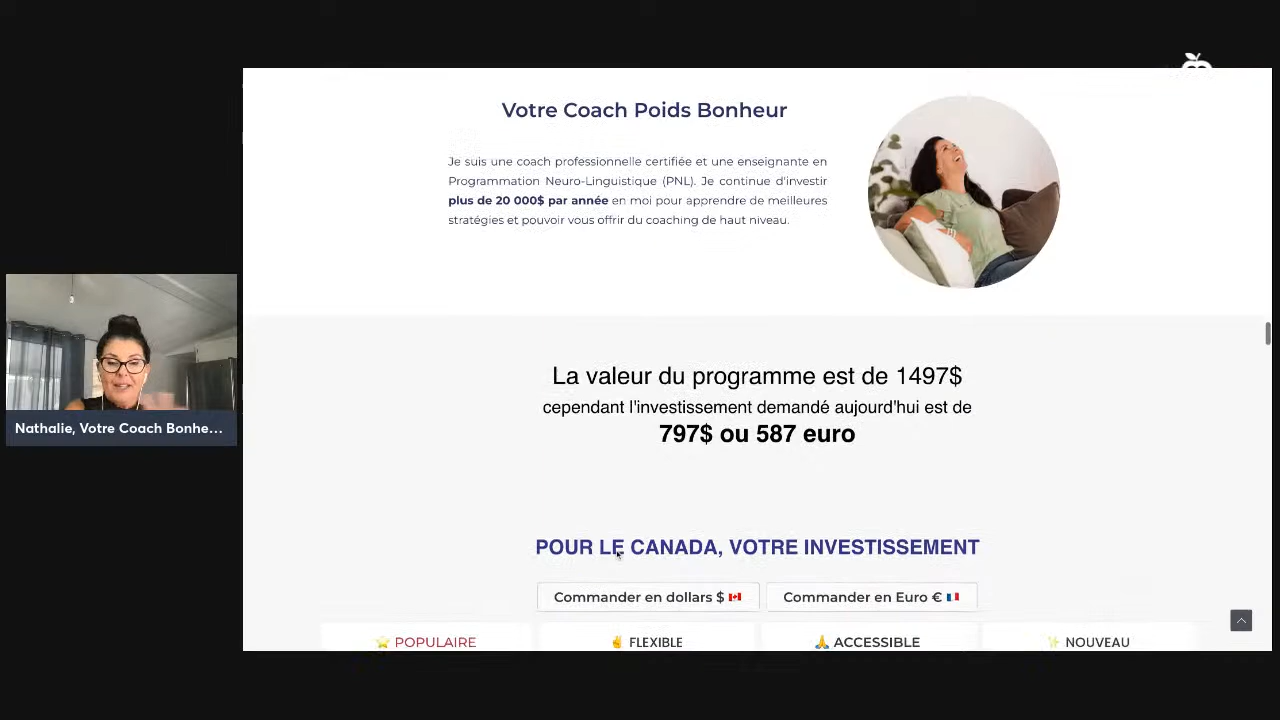 Votre Coach Poids Bonheur
Je suis une coach professionnelle certifiée et une enseignante en
Programmation Neuro-Linguistique (PNL). Je continue d'investir
plus de 20 000$ par année en moi pour apprendre de meilleures
stratégies et pouvoir vous offrir du coaching de haut niveau.
Nathalie, Votre Coach Bonhe...
La valeur du programme est de 1497$
cependant l'investissement demandé aujourd'hui est de
797$ ou 587 euro
POUR LE CANADA, VOTRE INVESTISSEMENT
Commander en dollars $ Commander en Euro €
POPULAIRE FLEXIBLE ACCESSIBLE NOUVEAU